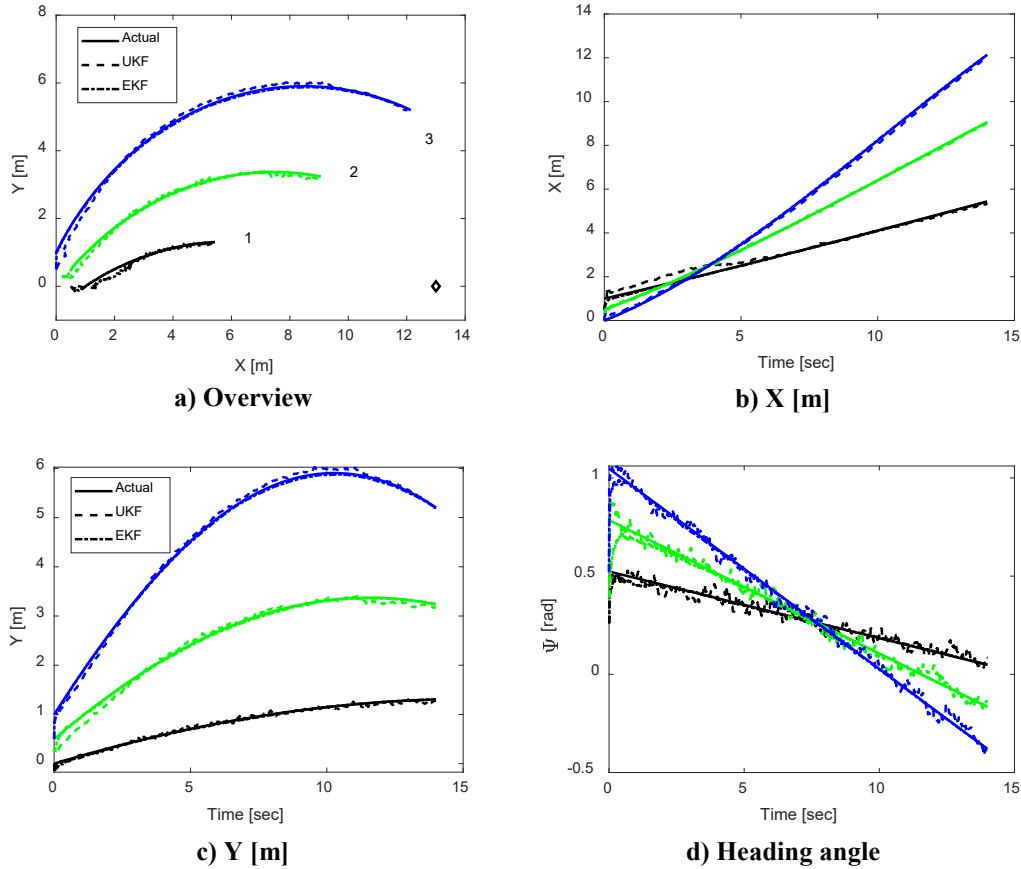 8
6
4
2
0
Y [m]
Actual
UKF
EKF
3
2
1
0 2 4 6 8 10 12 14
X [m]
a) Overview
14
12
10
8
6
4
2
0
X [m]
0 5 10 15
Time [sec]
b) X [m]
6
5
4
3
2
1
0
Y [m]
Actual
UKF
EKF
0 5 10 15
Time [sec]
c) Y [m]
1
0.5
0
-0.5
Ψ [rad]
0 5 10 15
Time [sec]
d) Heading angle